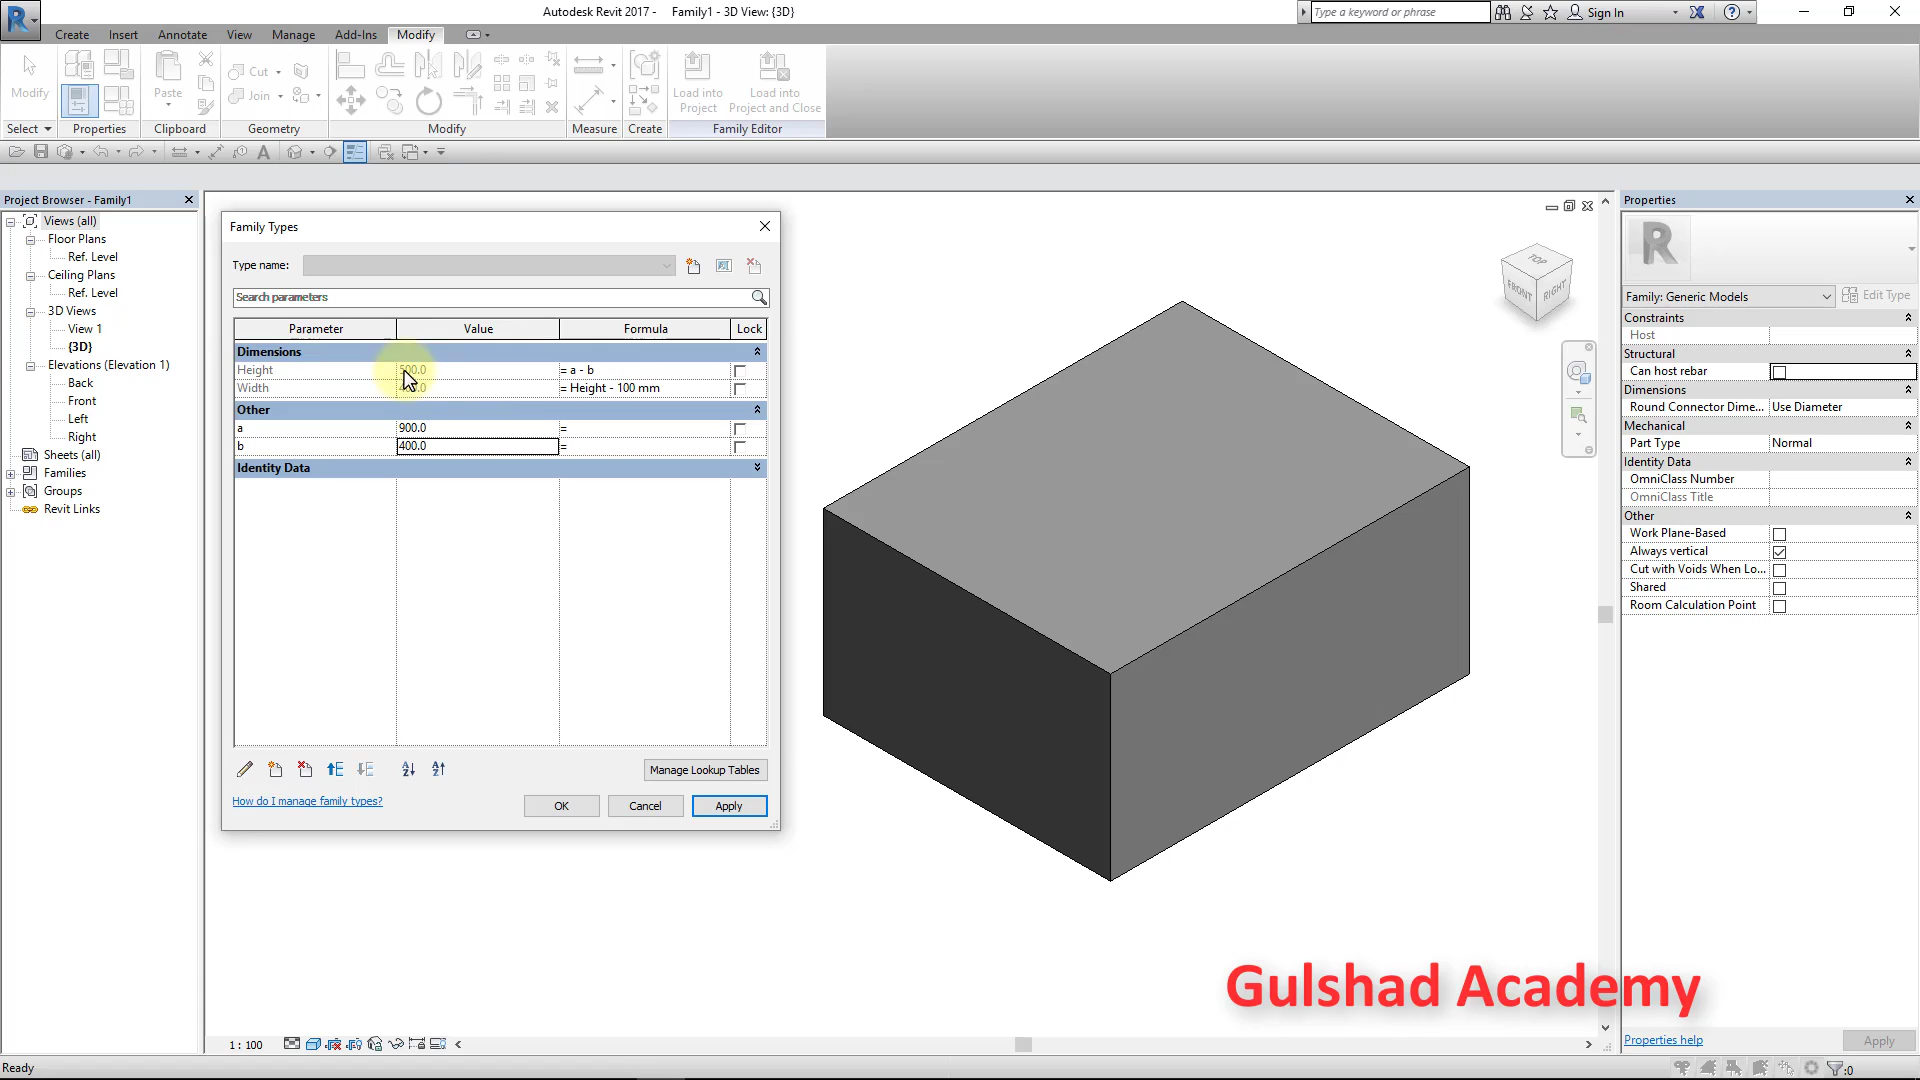 Autodesk Revit 2017 - Family1 - 3D View: {3D}
Type a keyword or phrase
Sign In
Create Insert Annotate View Manage Add-Ins Modify
Modify
Paste
Cut
Join
Load into Project
Load into Project and Close
Select Properties Clipboard Geometry Modify Measure Create Family Editor
Project Browser - Family1
Views (all)
Floor Plans
Ref. Level
Ceiling Plans
Ref. Level
3D Views
View 1
{3D}
Elevations (Elevation 1)
Back
Front
Left
Right
Sheets (all)
Families
Groups
Revit Links
Family Types
Type name:
Search parameters
Parameter Value Formula Lock
Dimensions
Height 500.0 = a - b
Width = Height - 100 mm
Other
a 900.0 =
b 400.0 =
Identity Data
Manage Lookup Tables
How do I manage family types?
OK Cancel Apply
TOP
FRONT RIGHT
Gulshad Academy
Properties
R
Family: Generic Models Edit Type
Constraints
Host
Structural
Can host rebar
Dimensions
Round Connector Dime... Use Diameter
Mechanical
Part Type Normal
Identity Data
OmniClass Number
OmniClass Title
Other
Work Plane-Based
Always vertical
Cut with Voids When Lo...
Shared
Room Calculation Point
Properties help Apply
1 : 100
Ready
:0